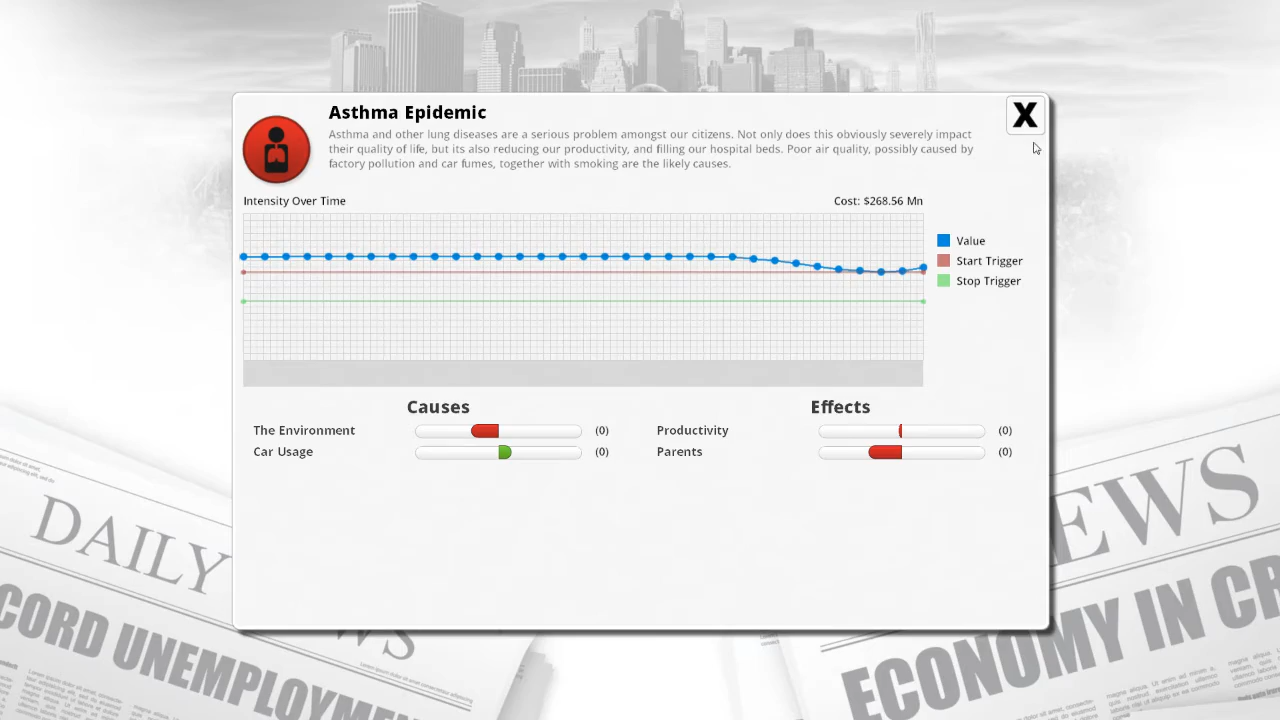 Asthma Epidemic
X
Asthma and other lung diseases are a serious problem amongst our citizens. Not only does this obviously severely impact
their quality of life, but its also reducing our productivity, and filling our hospital beds. Poor air quality, possibly caused by
factory pollution and car fumes, together with smoking are the likely causes.
Intensity Over Time
Cost: $268.56 Mn
Value
Start Trigger
Stop Trigger
Causes
Effects
The Environment (0)
Productivity (0)
Car Usage (0)
Parents (0)
DAILY
EWS
CORD UNEMPLOYME
ECONOMY IN CR